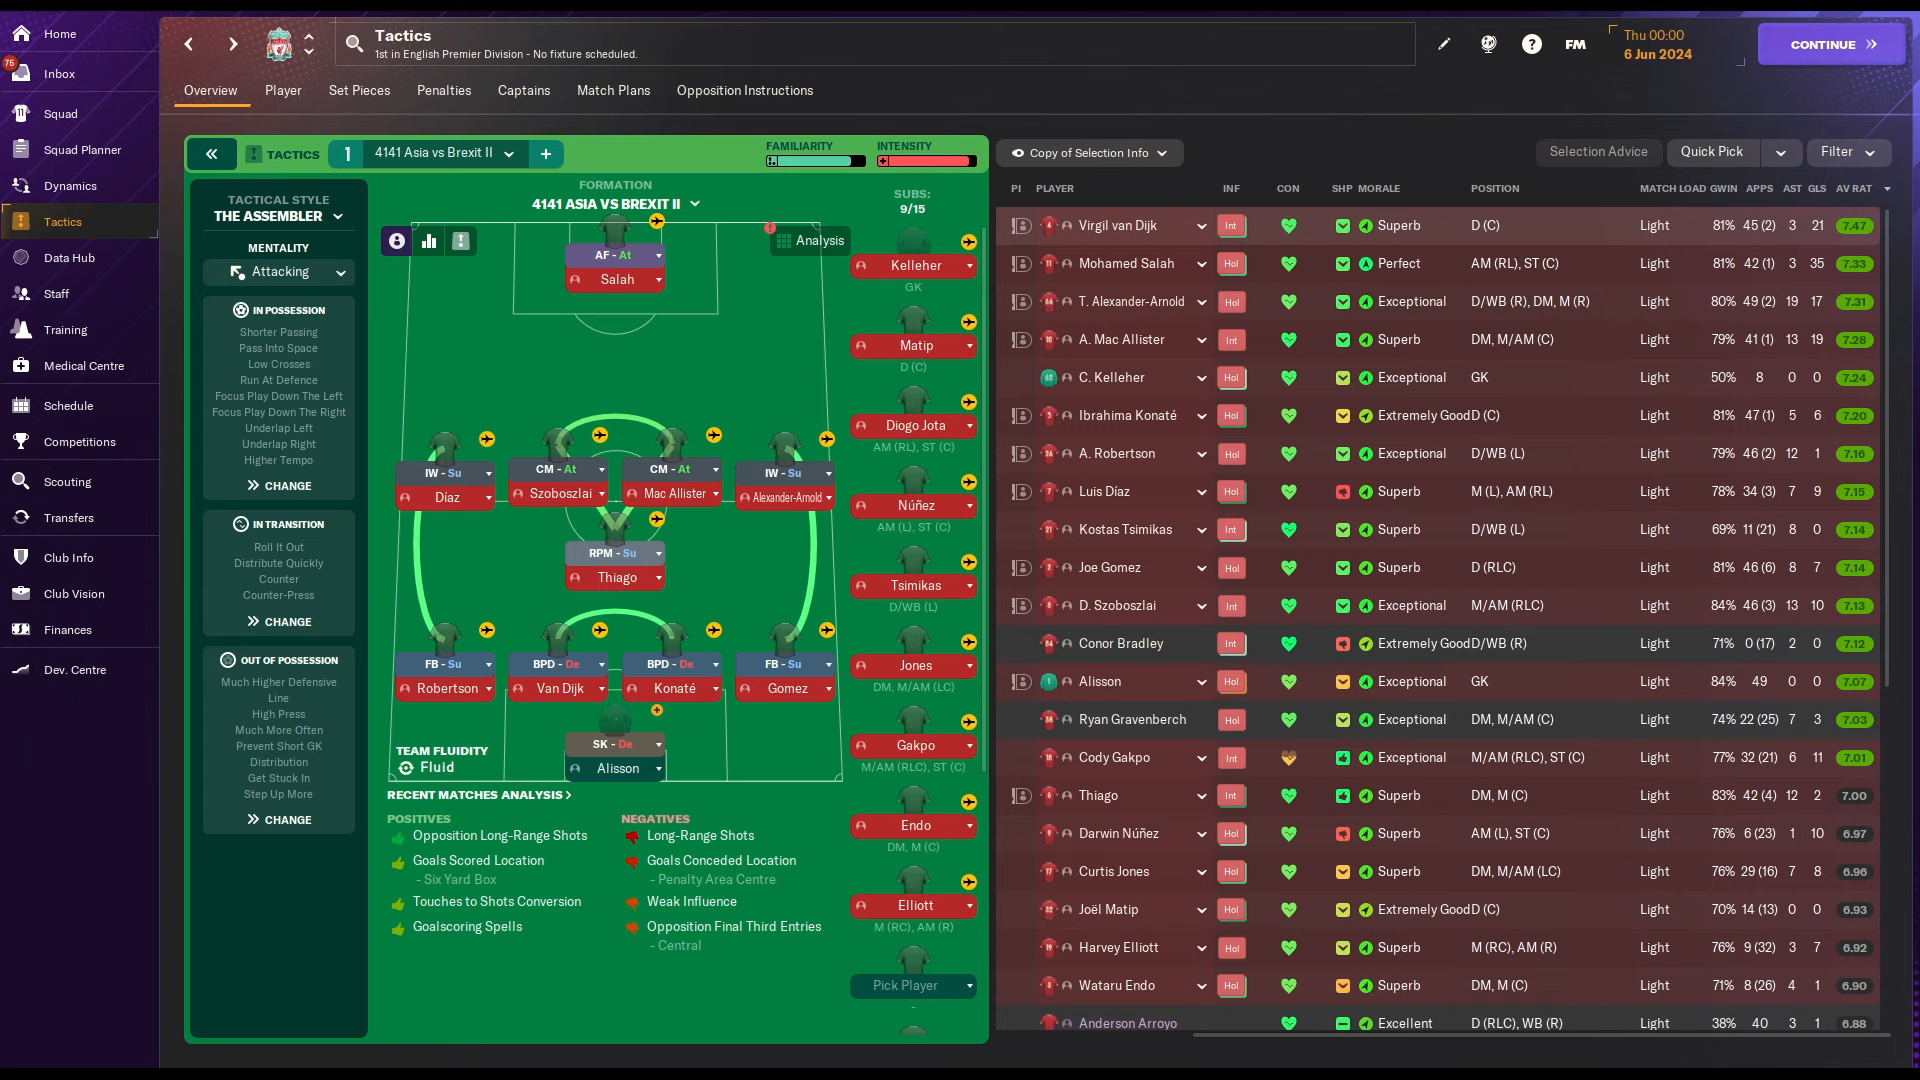 Home
75
Inbox
Squad
Squad Planner
Dynamics
Tactics
Data Hub
Staff
Training
Medical Centre
Schedule
Competitions
Scouting
Transfers
Club Info
Club Vision
Finances
Dev. Centre
Tactics
1st in English Premier Division - No fixture scheduled.
?
FM
Thu 00:00
6 Jun 2024
CONTINUE
Overview
Player
Set Pieces
Penalties
Captains
Match Plans
Opposition Instructions
TACTICS
1
4141 Asia vs Brexit II
+
FAMILIARITY
INTENSITY
TACTICAL STYLE
THE ASSEMBLER
MENTALITY
Attacking
IN POSSESSION
Shorter Passing
Pass Into Space
Low Crosses
Run At Defence
Focus Play Down The Left
Focus Play Down The Right
Underlap Left
Underlap Right
Higher Tempo
CHANGE
IN TRANSITION
Roll It Out
Distribute Quickly
Counter
Counter-Press
CHANGE
OUT OF POSSESSION
Much Higher Defensive
Line
High Press
Much More Often
Prevent Short GK
Distribution
Get Stuck In
Step Up More
CHANGE
FORMATION
4141 ASIA VS BREXIT II
Analysis
AF - At
Salah
IW - Su
Díaz
CM - At
Szoboszlai
CM - At
Mac Allister
IW - Su
Alexander-Arnold
RPM - Su
Thiago
FB - Su
Robertson
BPD - De
Van Dijk
BPD - De
Konaté
FB - Su
Gomez
SK - De
Alisson
TEAM FLUIDITY
Fluid
RECENT MATCHES ANALYSIS >
POSITIVES
Opposition Long-Range Shots
Goals Scored Location
- Six Yard Box
Touches to Shots Conversion
Goalscoring Spells
NEGATIVES
Long-Range Shots
Goals Conceded Location
- Penalty Area Centre
Weak Influence
Opposition Final Third Entries
- Central
SUBS:
9/15
Kelleher
GK
Matip
D (C)
Diogo Jota
AM (RL), ST (C)
Núñez
AM (L), ST (C)
Tsimikas
D/WB (L)
Jones
DM, M/AM (LC)
Gakpo
M/AM (RLC), ST (C)
Endo
DM, M (C)
Elliott
M (RC), AM (R)
Pick Player
-
Copy of Selection Info
Selection Advice
Quick Pick
Filter
PI PLAYER INF CON SHP MORALE POSITION MATCH LOAD GWIN APPS AST GLS AV RAT
Virgil van Dijk Int Superb D (C) Light 81% 45 (2) 3 21 7.47
Mohamed Salah Hol Perfect AM (RL), ST (C) Light 81% 42 (1) 3 35 7.33
T. Alexander-Arnold Hol Exceptional D/WB (R), DM, M (R) Light 80% 49 (2) 19 17 7.31
A. Mac Allister Int Superb DM, M/AM (C) Light 79% 41 (1) 13 19 7.28
C. Kelleher Hol Exceptional GK Light 50% 8 0 0 7.24
Ibrahima Konaté Hol Extremely Good D (C) Light 81% 47 (1) 5 6 7.20
A. Robertson Hol Exceptional D/WB (L) Light 79% 46 (2) 12 1 7.16
Luis Díaz Hol Superb M (L), AM (RL) Light 78% 34 (3) 7 9 7.15
Kostas Tsimikas Int Superb D/WB (L) Light 69% 11 (21) 8 0 7.14
Joe Gomez Hol Superb D (RLC) Light 81% 46 (6) 8 7 7.14
D. Szoboszlai Int Exceptional M/AM (RLC) Light 84% 46 (3) 13 10 7.13
Conor Bradley Int Extremely Good D/WB (R) Light 71% 0 (17) 2 0 7.12
Alisson Hol Exceptional GK Light 84% 49 0 0 7.07
Ryan Gravenberch Hol Exceptional DM, M/AM (C) Light 74% 22 (25) 7 3 7.03
Cody Gakpo Int Exceptional M/AM (RLC), ST (C) Light 77% 32 (21) 6 11 7.01
Thiago Int Superb DM, M (C) Light 83% 42 (4) 12 2 7.00
Darwin Núñez Hol Superb AM (L), ST (C) Light 76% 6 (23) 1 10 6.97
Curtis Jones Hol Superb DM, M/AM (LC) Light 76% 29 (16) 7 8 6.96
Joël Matip Hol Extremely Good D (C) Light 70% 14 (13) 0 0 6.93
Harvey Elliott Hol Superb M (RC), AM (R) Light 76% 9 (32) 3 7 6.92
Wataru Endo Hol Superb DM, M (C) Light 71% 8 (26) 4 1 6.90
Anderson Arroyo Excellent D (RLC), WB (R) Light 38% 40 3 1 6.88